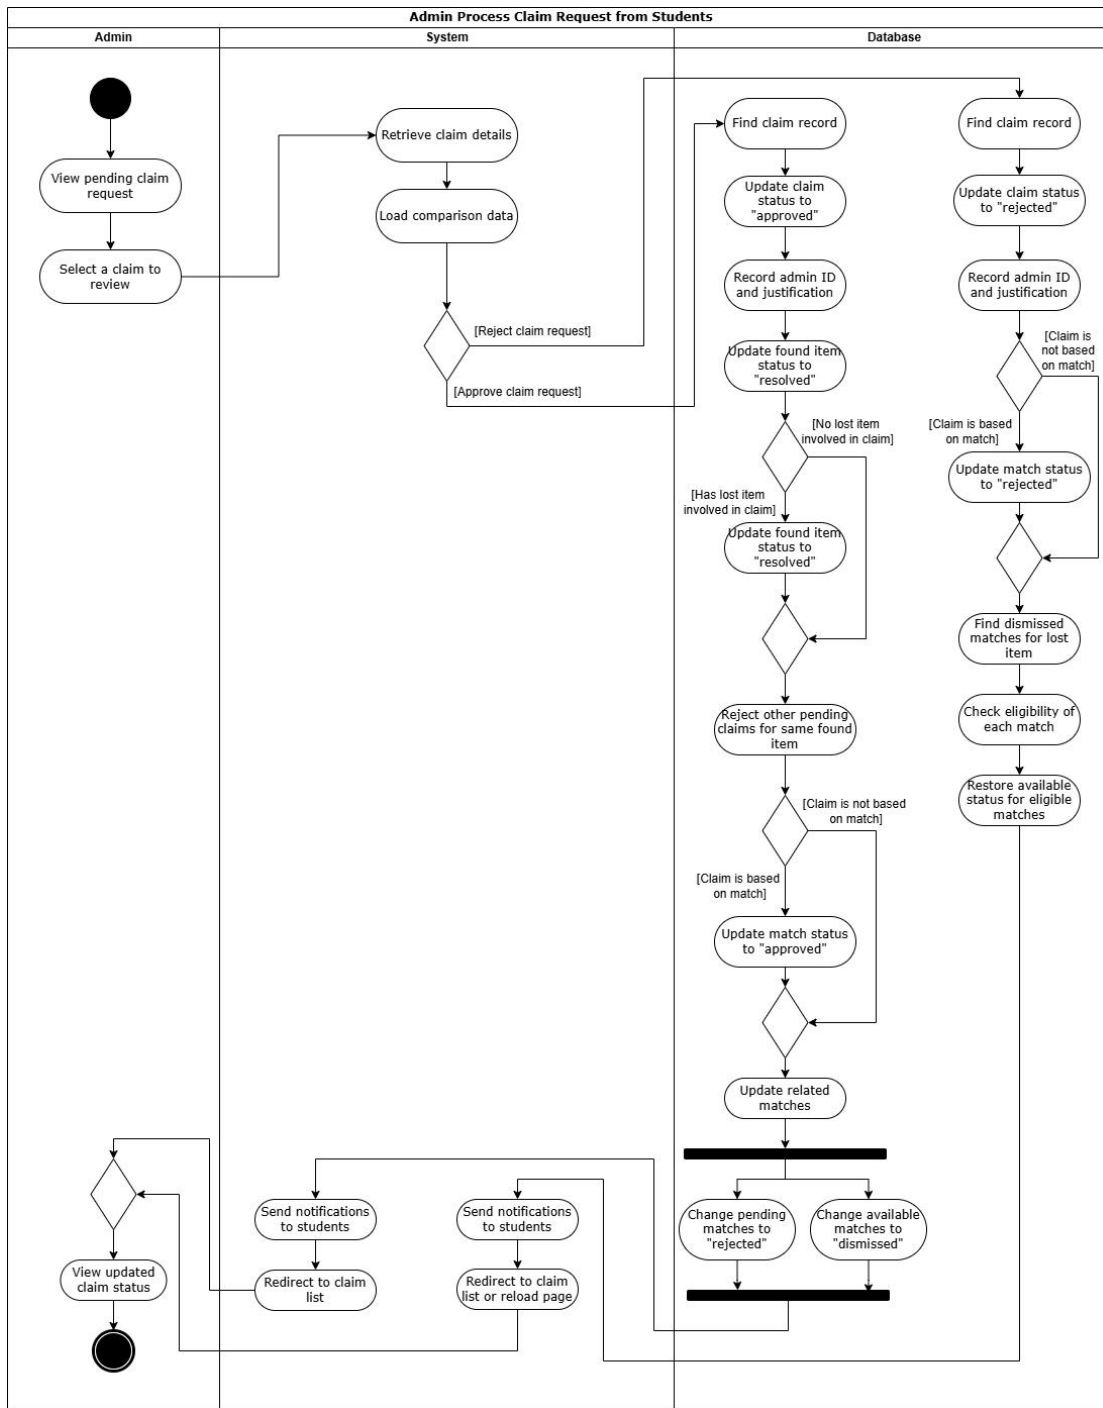 Admin Process Claim Request from Students
Admin
System
Database
View pending claim
request
Select a claim to
review
Retrieve claim details
Load comparison data
[Reject claim request]
[Approve claim request]
Find claim record
Update claim
status to
"approved"
Record admin ID
and justification
Update found item
status to
"resolved"
[No lost item
involved in claim]
[Has lost item
involved in claim]
Update found item
status to
"resolved"
Reject other pending
claims for same found
item
[Claim is not based
on match]
[Claim is based
on match]
Update match status
to "approved"
Update related
matches
Change pending
matches to
"rejected"
Change available
matches to
"dismissed"
Find claim record
Update claim status
to "rejected"
Record admin ID
and justification
[Claim is
not based
on match]
[Claim is based
on match]
Update match status
to "rejected"
Find dismissed
matches for lost
item
Check eligibility of
each match
Restore available
status for eligible
matches
Send notifications
to students
Redirect to claim
list
Send notifications
to students
Redirect to claim
list or reload page
View updated
claim status